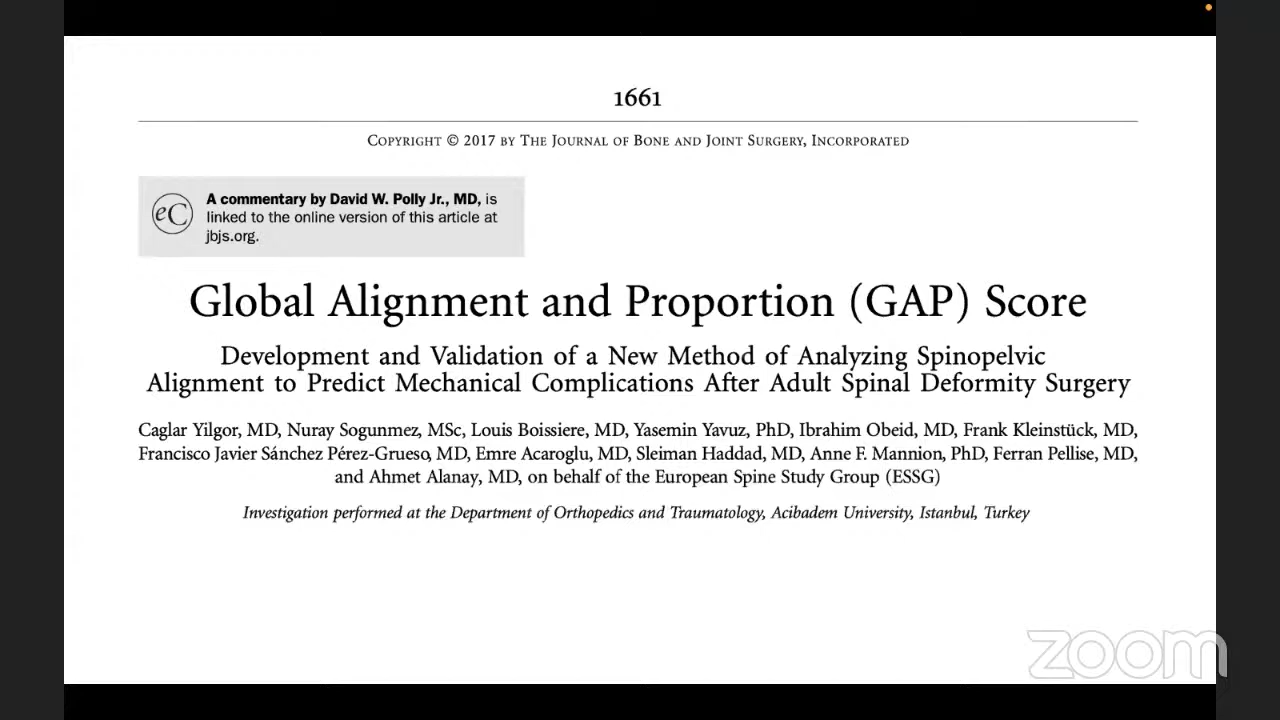 1661
COPYRIGHT © 2017 BY THE JOURNAL OF BONE AND JOINT SURGERY, INCORPORATED
eC
A commentary by David W. Polly Jr., MD, is
linked to the online version of this article at
jbjs.org.
Global Alignment and Proportion (GAP) Score
Development and Validation of a New Method of Analyzing Spinopelvic
Alignment to Predict Mechanical Complications After Adult Spinal Deformity Surgery
Caglar Yilgor, MD, Nuray Sogunmez, MSc, Louis Boissiere, MD, Yasemin Yavuz, PhD, Ibrahim Obeid, MD, Frank Kleinstück, MD,
Francisco Javier Sánchez Pérez-Grueso, MD, Emre Acaroglu, MD, Sleiman Haddad, MD, Anne F. Mannion, PhD, Ferran Pellise, MD,
and Ahmet Alanay, MD, on behalf of the European Spine Study Group (ESSG)
Investigation performed at the Department of Orthopedics and Traumatology, Acibadem University, Istanbul, Turkey
zoom